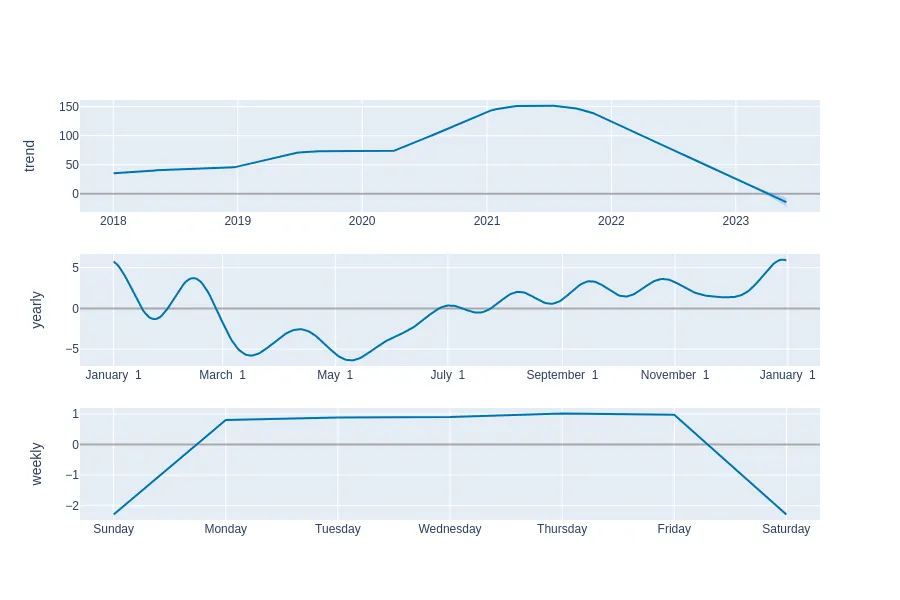 trend
150
100
50
0
2018 2019 2020 2021 2022 2023
yearly
5
0
−5
January 1 March 1 May 1 July 1 September 1 November 1 January 1
weekly
1
0
−1
−2
Sunday Monday Tuesday Wednesday Thursday Friday Saturday